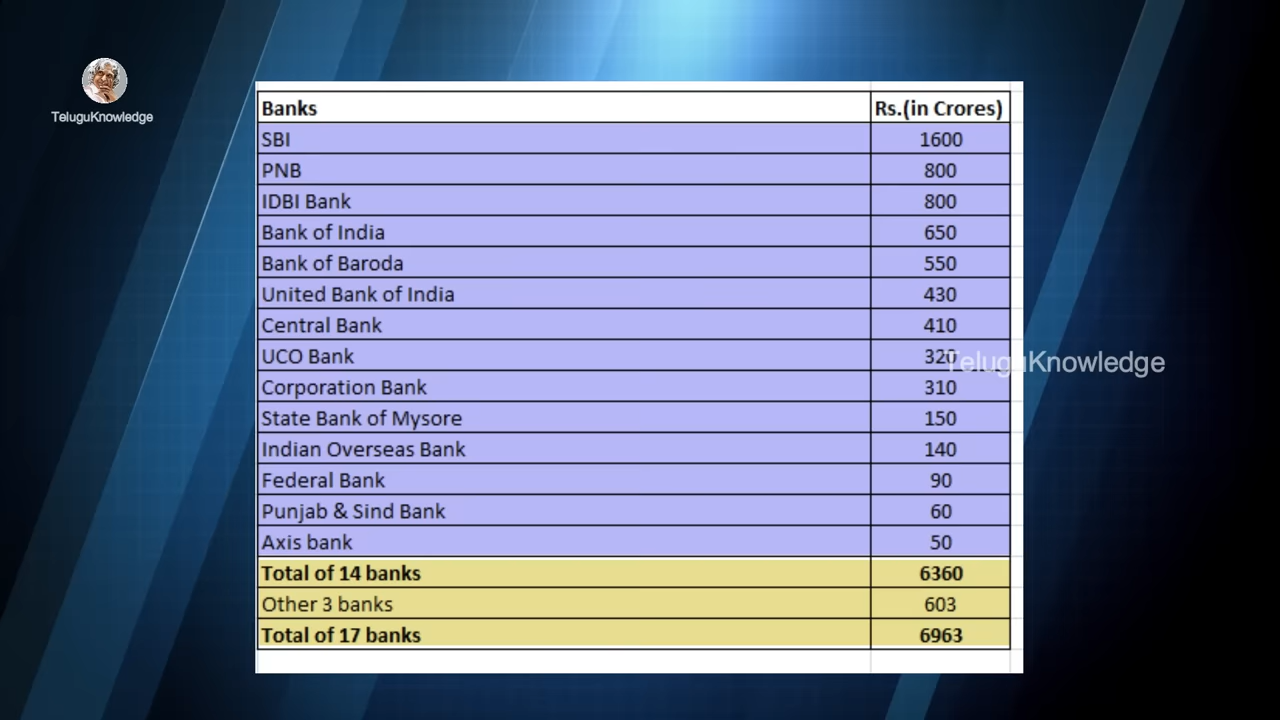 TeluguKnowledge
Banks Rs.(in Crores)
SBI 1600
PNB 800
IDBI Bank 800
Bank of India 650
Bank of Baroda 550
United Bank of India 430
Central Bank 410
UCO Bank 320
TeluguKnowledge
Corporation Bank 310
State Bank of Mysore 150
Indian Overseas Bank 140
Federal Bank 90
Punjab & Sind Bank 60
Axis bank 50
Total of 14 banks 6360
Other 3 banks 603
Total of 17 banks 6963